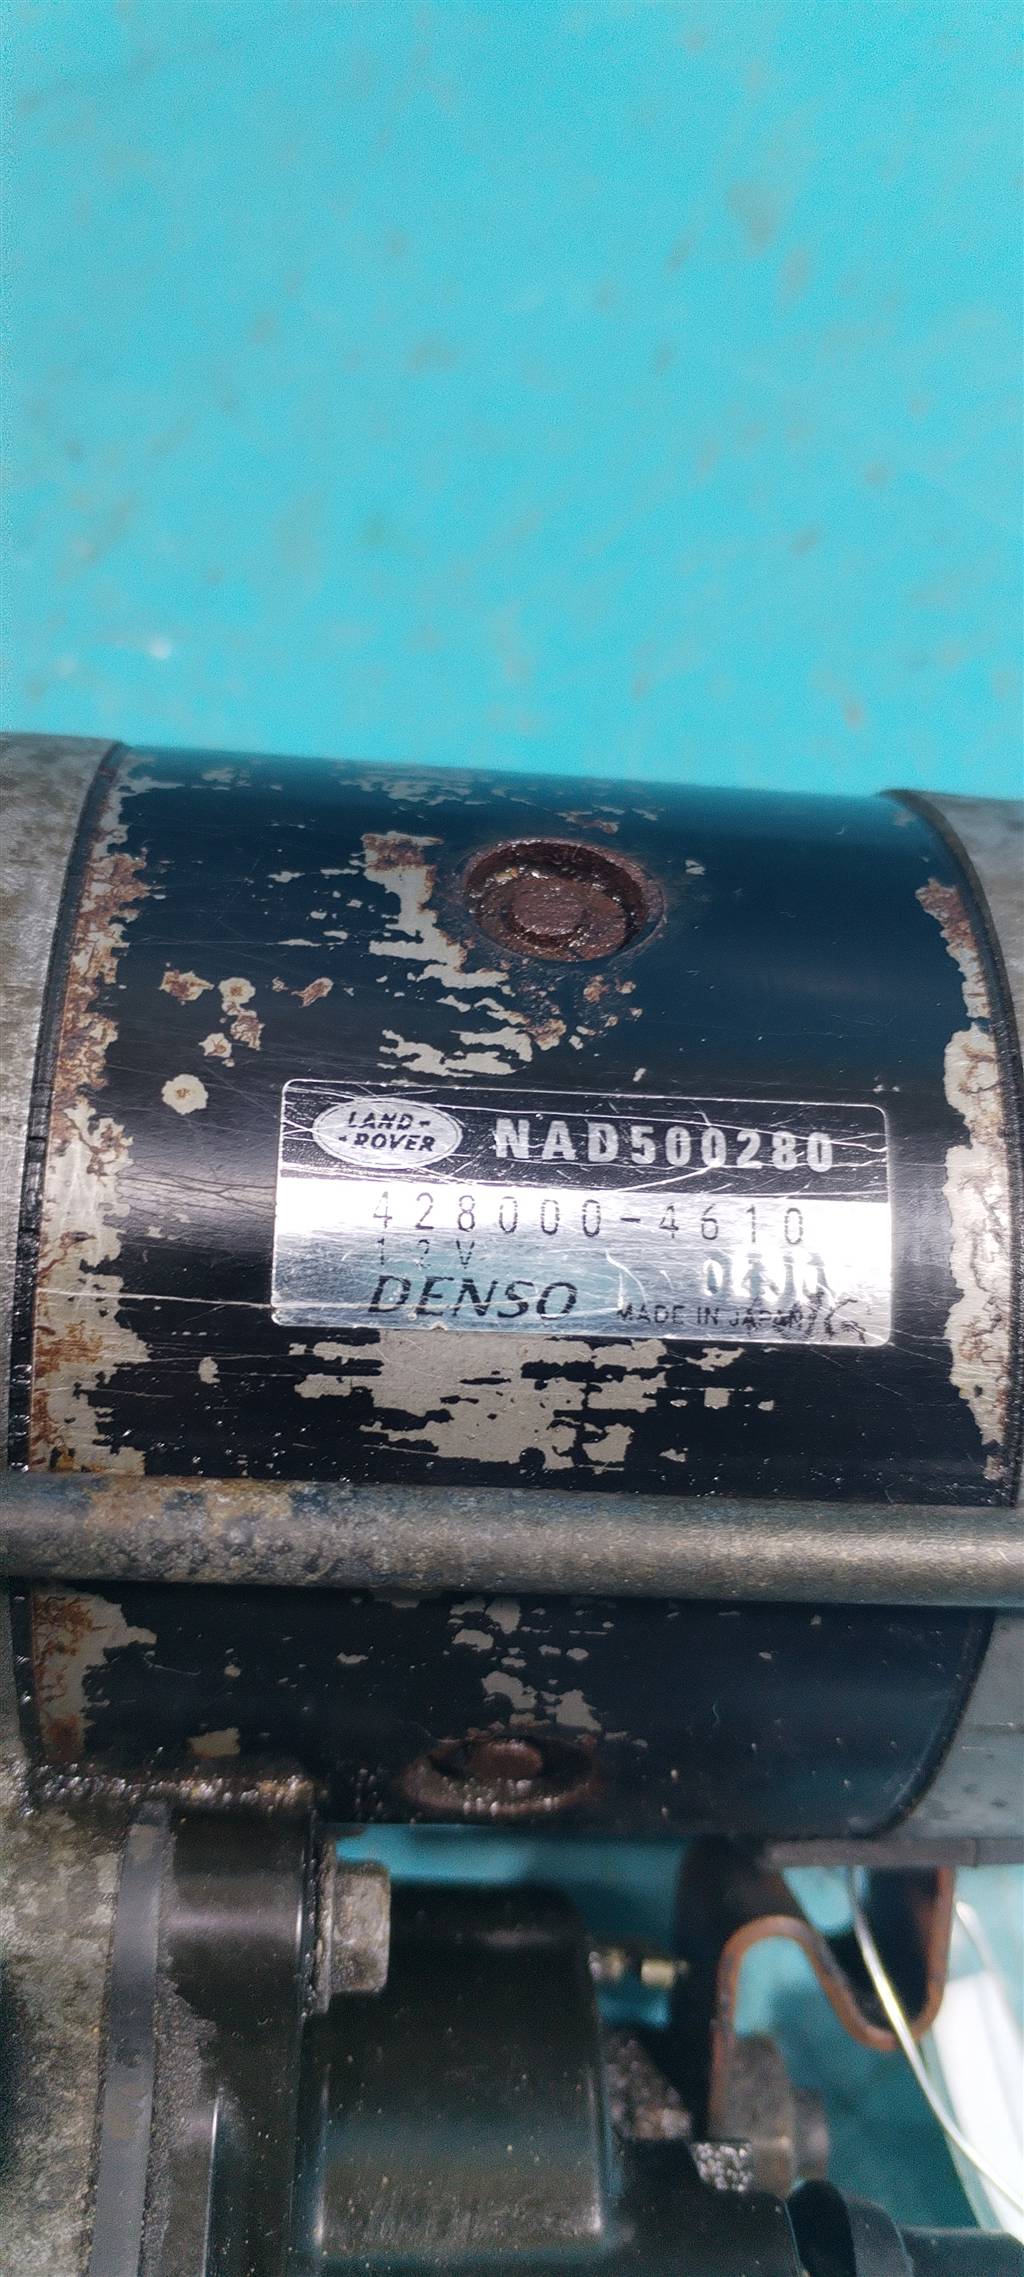 LAND-
-ROVER
NAD500280
428000-4610
12V
DENSO
MADE IN JAPAN